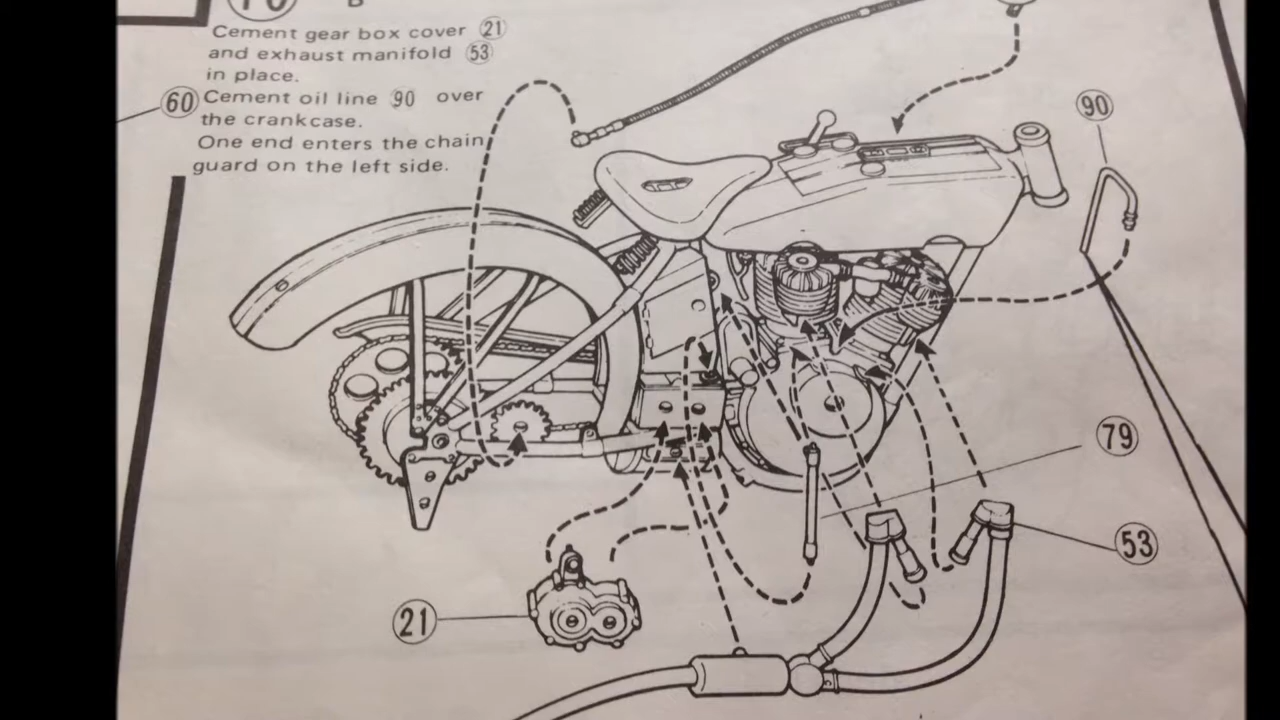 Cement gear box cover 21
and exhaust manifold 53
in place.
60 Cement oil line 90 over
the crankcase.
One end enters the chain
guard on the left side.
90
79
53
21